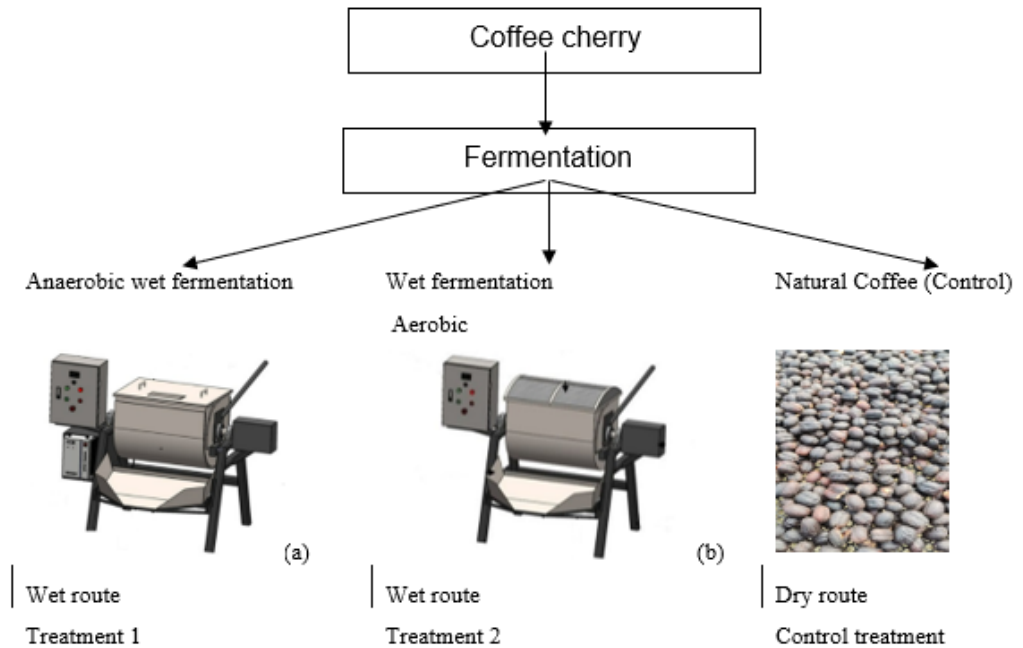 Coffee cherry
Fermentation
Anaerobic wet fermentation
Wet fermentation
Aerobic
Natural Coffee (Control)
(a)
(b)
Wet route
Treatment 1
Wet route
Treatment 2
Dry route
Control treatment